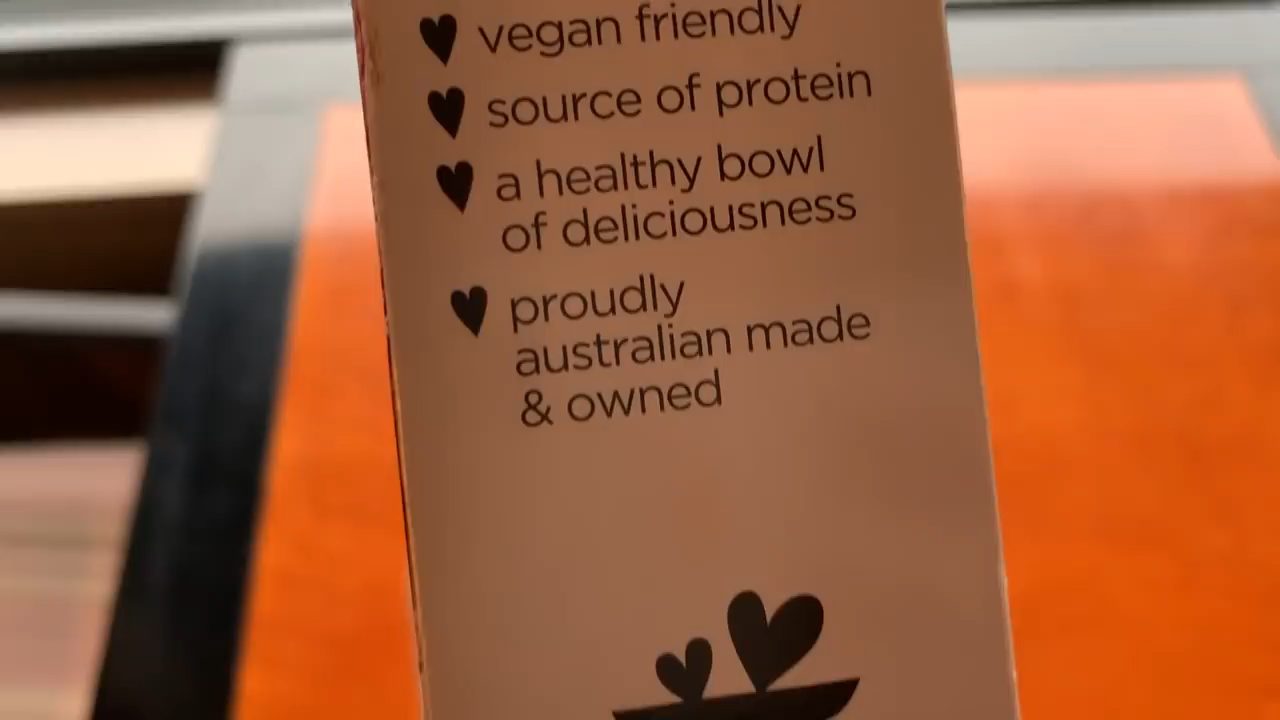 vegan friendly
source of protein
a healthy bowl
of deliciousness
proudly
australian made
& owned